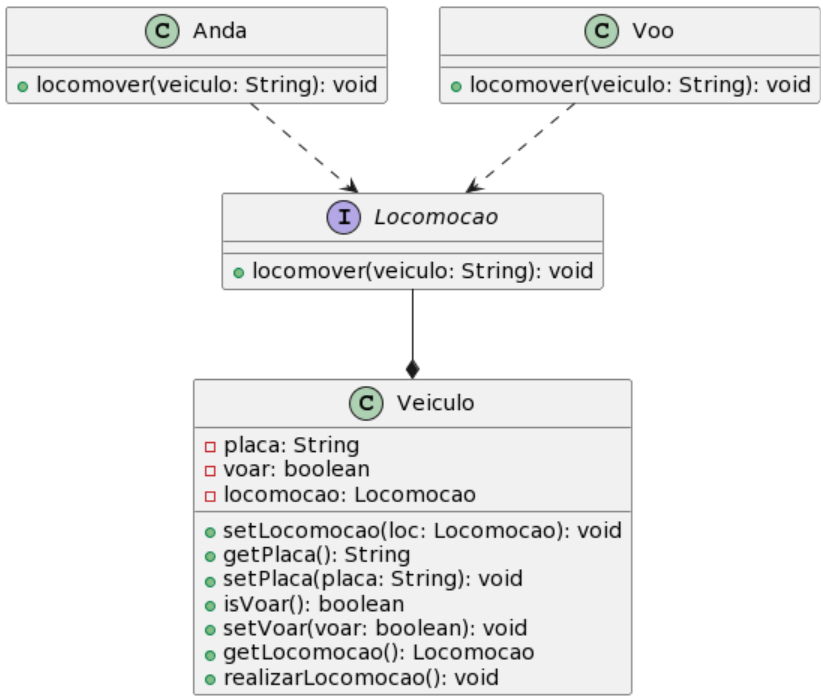 C Anda
locomover(veiculo: String): void
C Voo
locomover(veiculo: String): void
I Locomocao
locomover(veiculo: String): void
C Veiculo
placa: String
voar: boolean
locomocao: Locomocao
setLocomocao(loc: Locomocao): void
getPlaca(): String
setPlaca(placa: String): void
isVoar(): boolean
setVoar(voar: boolean): void
getLocomocao(): Locomocao
realizarLocomocao(): void